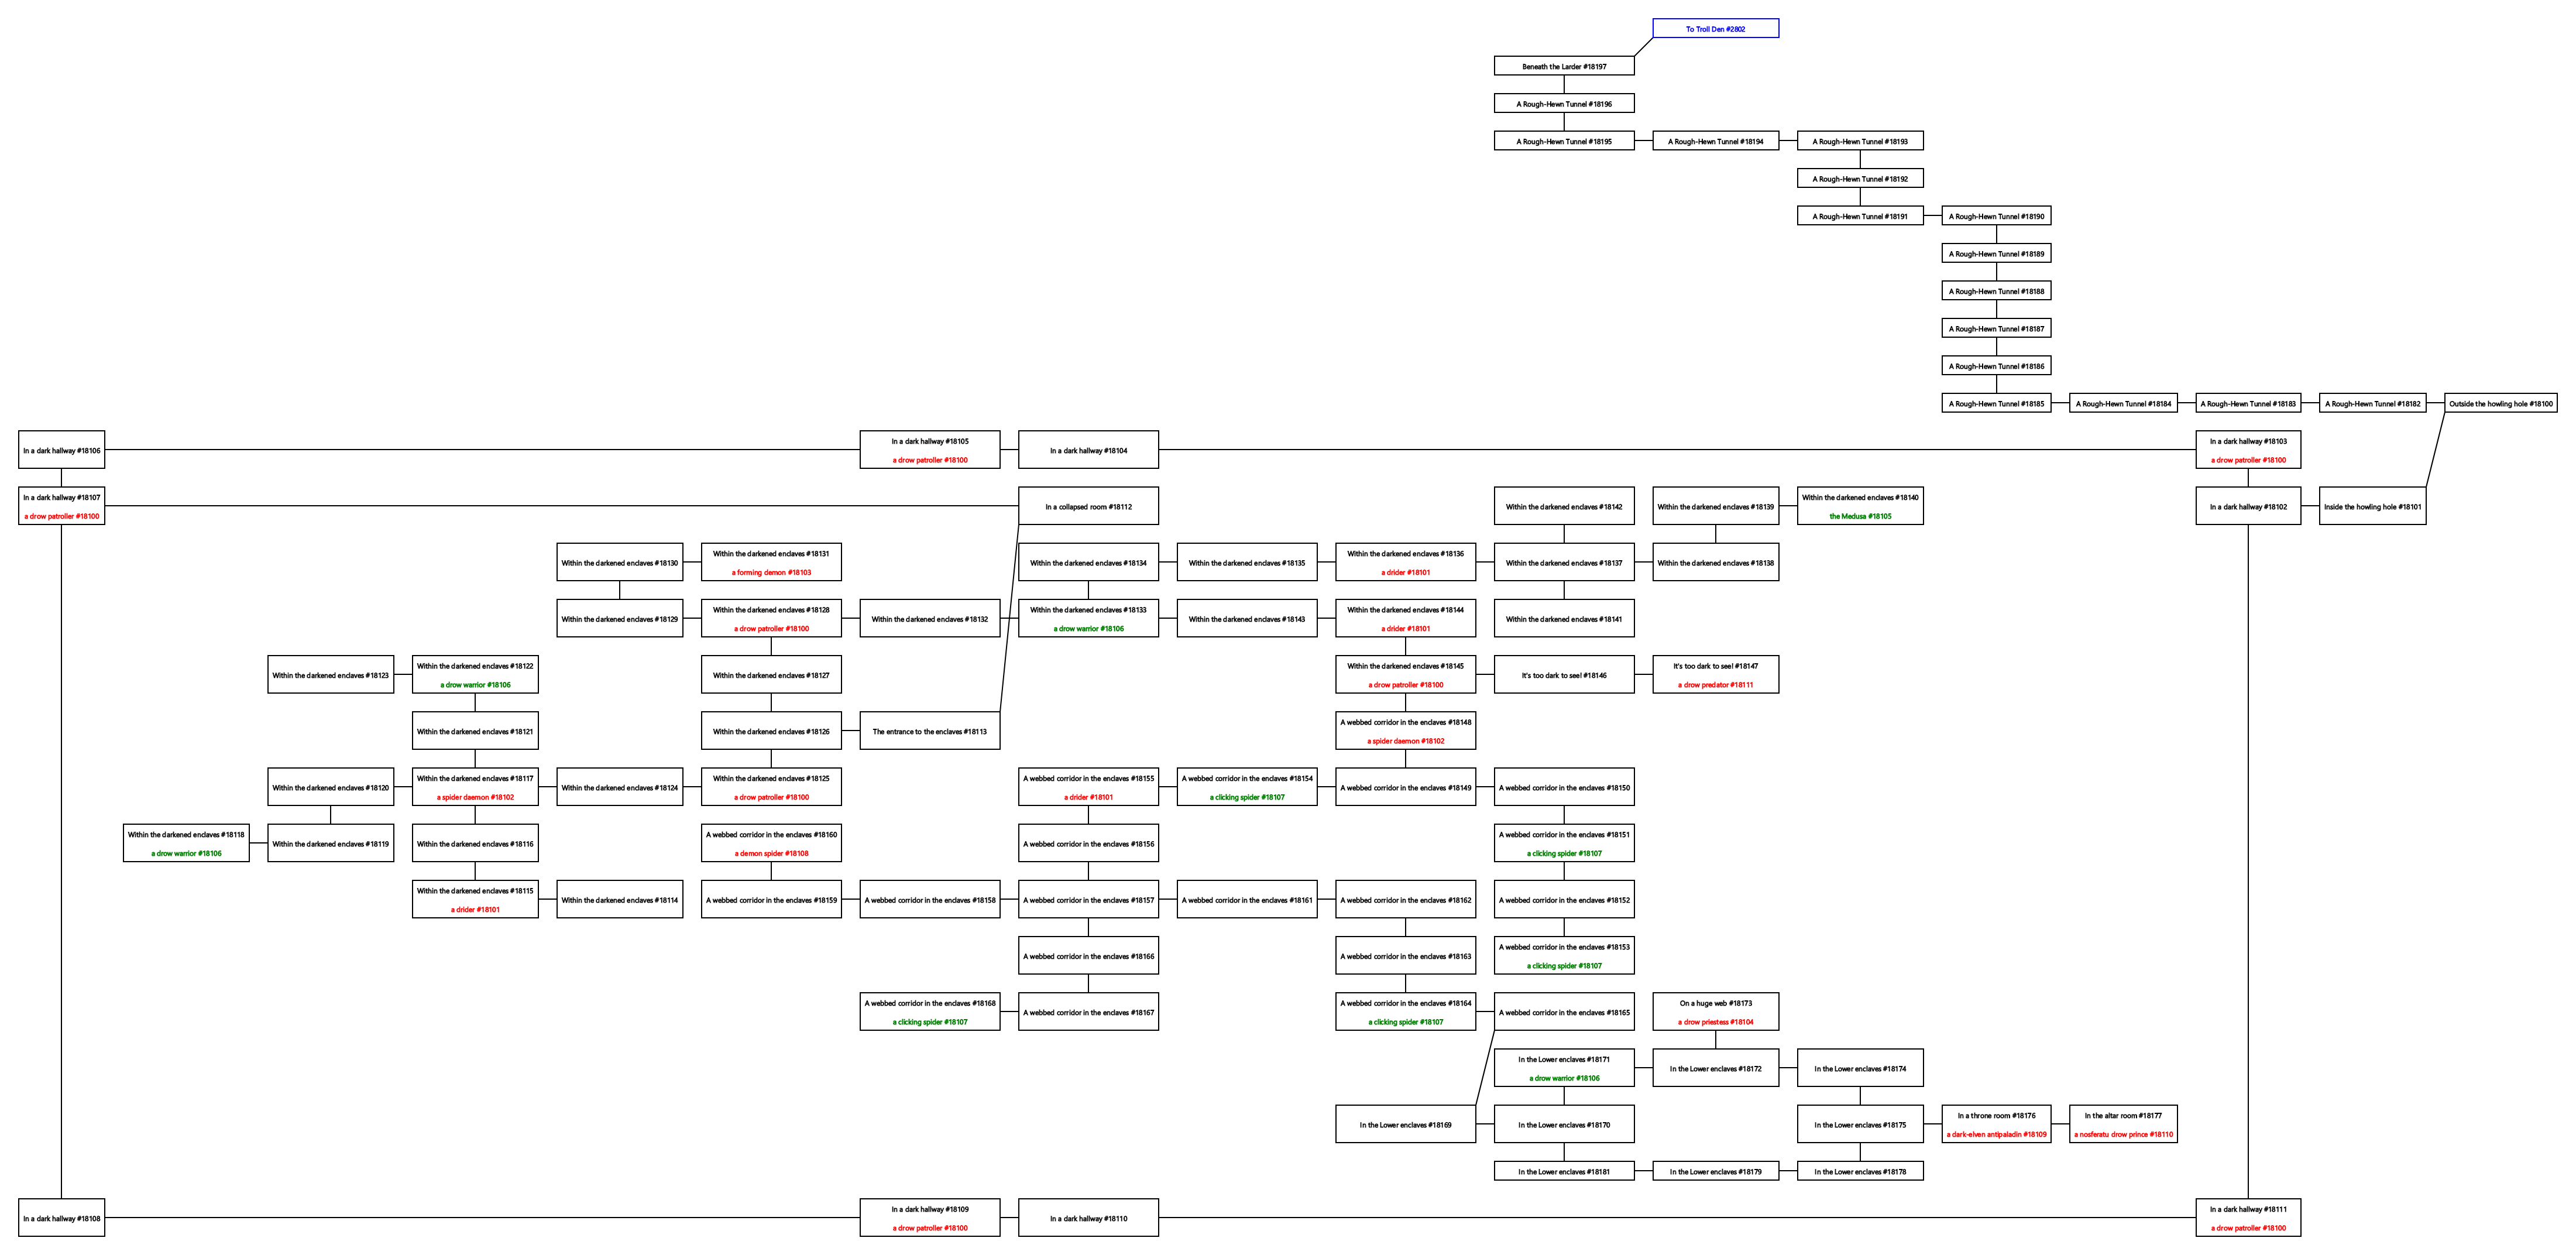 To Troll Den #2802
Beneath the Larder #18197
A Rough-Hewn Tunnel #18196
A Rough-Hewn Tunnel #18195
A Rough-Hewn Tunnel #18194
A Rough-Hewn Tunnel #18193
A Rough-Hewn Tunnel #18192
A Rough-Hewn Tunnel #18191
A Rough-Hewn Tunnel #18190
A Rough-Hewn Tunnel #18189
A Rough-Hewn Tunnel #18188
A Rough-Hewn Tunnel #18187
A Rough-Hewn Tunnel #18186
A Rough-Hewn Tunnel #18185
A Rough-Hewn Tunnel #18184
A Rough-Hewn Tunnel #18183
A Rough-Hewn Tunnel #18182
Outside the howling hole #18100
In a dark hallway #18106
In a dark hallway #18105
a drow patroller #18100
In a dark hallway #18104
In a dark hallway #18103
a drow patroller #18100
In a dark hallway #18107
a drow patroller #18100
In a collapsed room #18112
Within the darkened enclaves #18142
Within the darkened enclaves #18139
Within the darkened enclaves #18140
the Medusa #18105
In a dark hallway #18102
Inside the howling hole #18101
Within the darkened enclaves #18130
Within the darkened enclaves #18131
a forming demon #18103
Within the darkened enclaves #18134
Within the darkened enclaves #18135
Within the darkened enclaves #18136
a drider #18101
Within the darkened enclaves #18137
Within the darkened enclaves #18138
Within the darkened enclaves #18129
Within the darkened enclaves #18128
a drow patroller #18100
Within the darkened enclaves #18132
Within the darkened enclaves #18133
a drow warrior #18106
Within the darkened enclaves #18143
Within the darkened enclaves #18144
a drider #18101
Within the darkened enclaves #18141
Within the darkened enclaves #18123
Within the darkened enclaves #18122
a drow warrior #18106
Within the darkened enclaves #18127
Within the darkened enclaves #18145
a drow patroller #18100
It's too dark to see! #18146
It's too dark to see! #18147
a drow predator #18111
Within the darkened enclaves #18121
Within the darkened enclaves #18126
The entrance to the enclaves #18113
A webbed corridor in the enclaves #18148
a spider daemon #18102
Within the darkened enclaves #18120
Within the darkened enclaves #18117
a spider daemon #18102
Within the darkened enclaves #18124
Within the darkened enclaves #18125
a drow patroller #18100
A webbed corridor in the enclaves #18155
a drider #18101
A webbed corridor in the enclaves #18154
a clicking spider #18107
A webbed corridor in the enclaves #18149
A webbed corridor in the enclaves #18150
Within the darkened enclaves #18118
a drow warrior #18106
Within the darkened enclaves #18119
Within the darkened enclaves #18116
A webbed corridor in the enclaves #18160
a demon spider #18108
A webbed corridor in the enclaves #18156
A webbed corridor in the enclaves #18151
a clicking spider #18107
Within the darkened enclaves #18115
a drider #18101
Within the darkened enclaves #18114
A webbed corridor in the enclaves #18159
A webbed corridor in the enclaves #18158
A webbed corridor in the enclaves #18157
A webbed corridor in the enclaves #18161
A webbed corridor in the enclaves #18162
A webbed corridor in the enclaves #18152
A webbed corridor in the enclaves #18166
A webbed corridor in the enclaves #18163
A webbed corridor in the enclaves #18153
a clicking spider #18107
A webbed corridor in the enclaves #18168
a clicking spider #18107
A webbed corridor in the enclaves #18167
A webbed corridor in the enclaves #18164
a clicking spider #18107
A webbed corridor in the enclaves #18165
On a huge web #18173
a drow priestess #18104
In the Lower enclaves #18171
a drow warrior #18106
In the Lower enclaves #18172
In the Lower enclaves #18174
In the Lower enclaves #18169
In the Lower enclaves #18170
In the Lower enclaves #18175
In a throne room #18176
a dark-elven antipaladin #18109
In the altar room #18177
a nosferatu drow prince #18110
In the Lower enclaves #18181
In the Lower enclaves #18179
In the Lower enclaves #18178
In a dark hallway #18108
In a dark hallway #18109
a drow patroller #18100
In a dark hallway #18110
In a dark hallway #18111
a drow patroller #18100